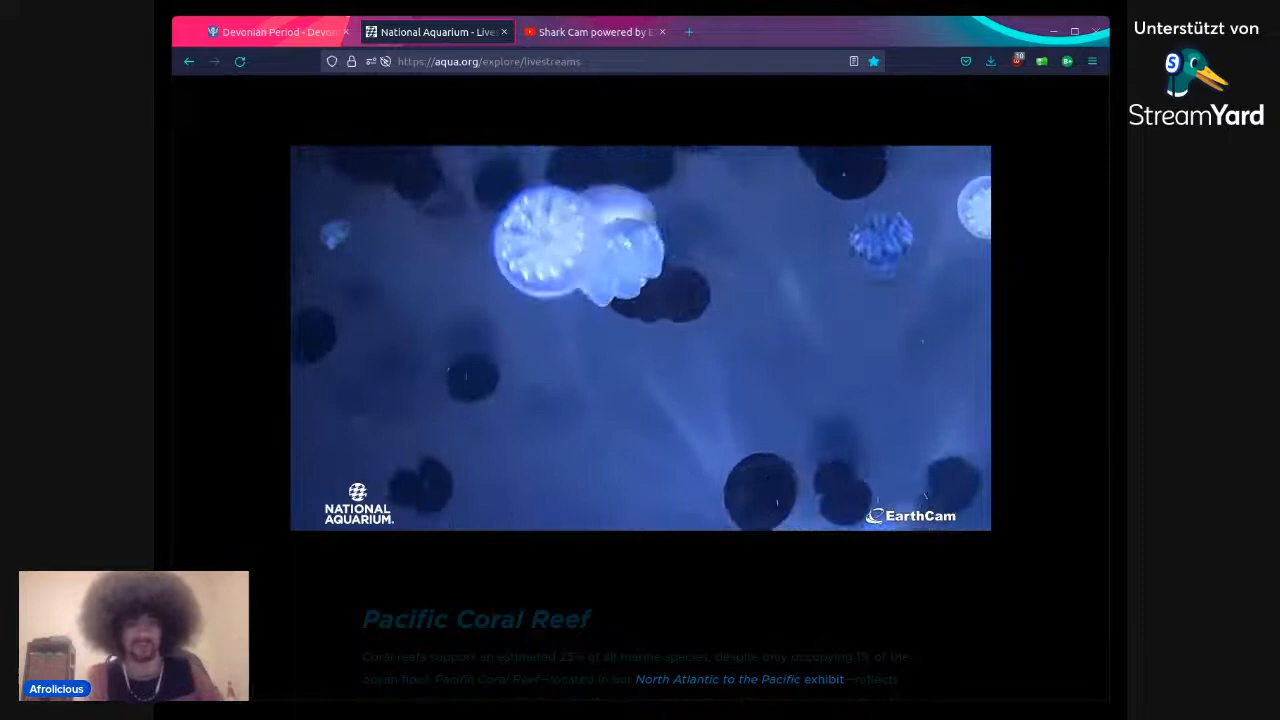 Devonian Period - Devon
National Aquarium - Live
Shark Cam powered by E
Unterstützt von
StreamYard
https://aqua.org/explore/livestreams
10
NATIONAL
AQUARIUM.
EarthCam
Pacific Coral Reef
Coral reefs support an estimated 25% of all marine species, despite only occupying 1% of the
ocean floor. Pacific Coral Reef—located in our North Atlantic to the Pacific exhibit—reflects
Afrolicious